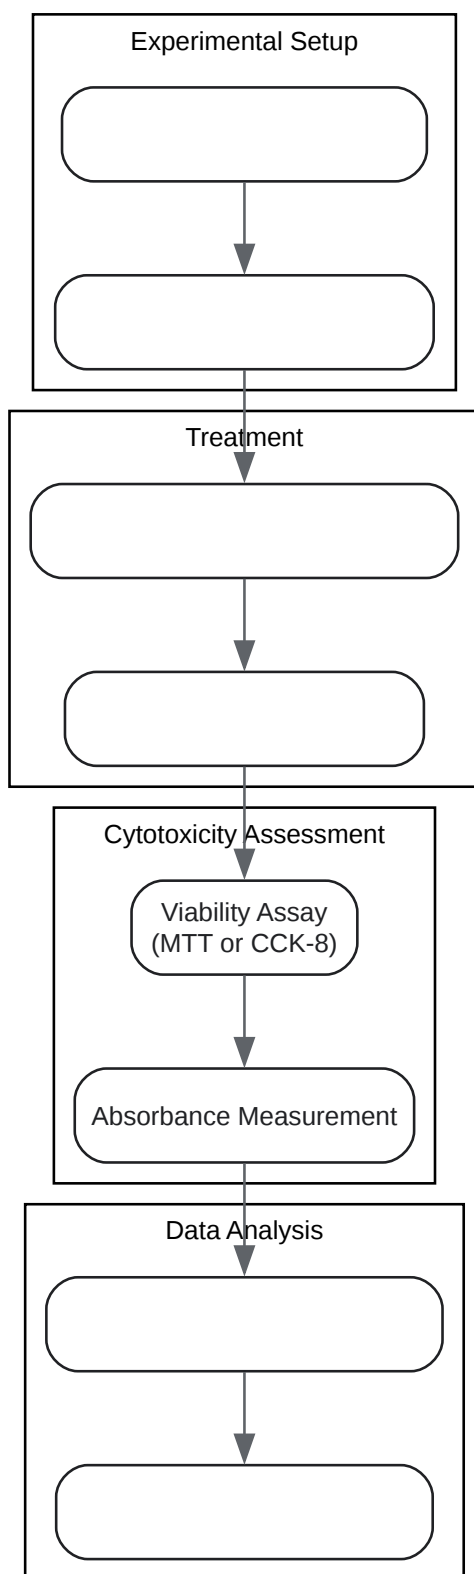 Experimental Setup
Treatment
Cytotoxicity Assessment
Viability Assay
(MTT or CCK-8)
Absorbance Measurement
Data Analysis